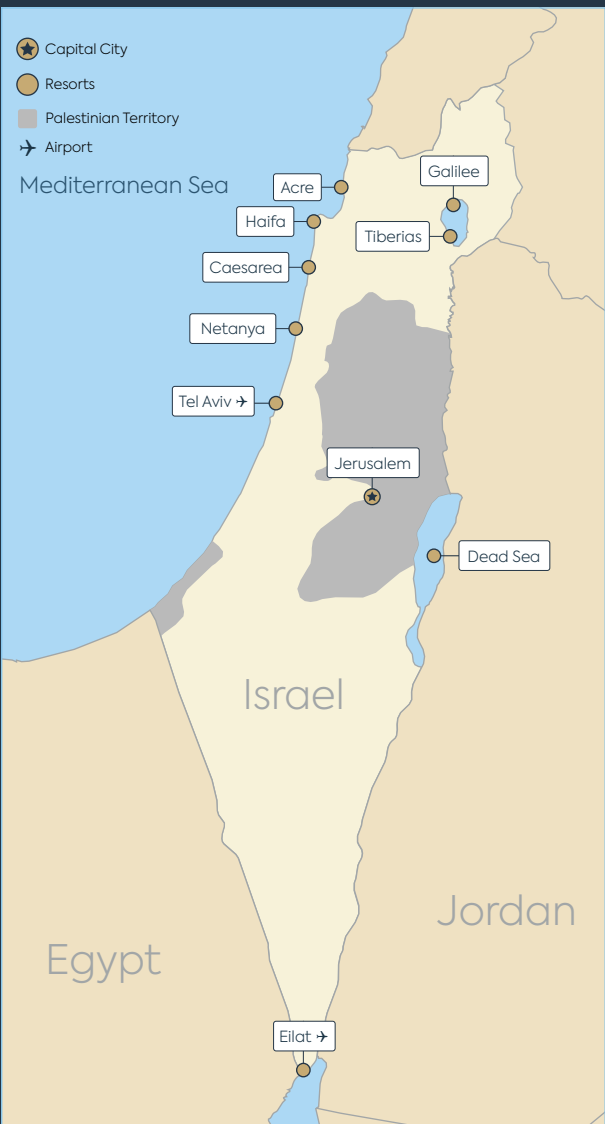 Capital City
Resorts
Palestinian Territory
Airport
Mediterranean Sea
Acre
Galilee
Haifa
Tiberias
Caesarea
Netanya
Tel Aviv
Jerusalem
Dead Sea
Israel
Jordan
Egypt
Eilat